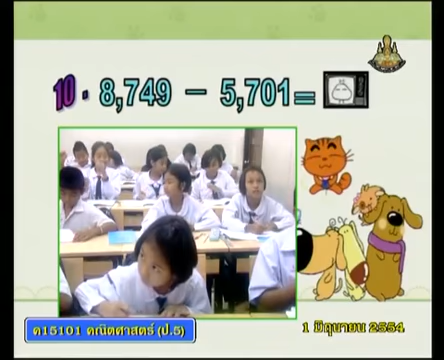 10. 8,749 – 5,701 =
ค15101 คณิตศาสตร์ (ป.5)
1 มิถุนายน 2554